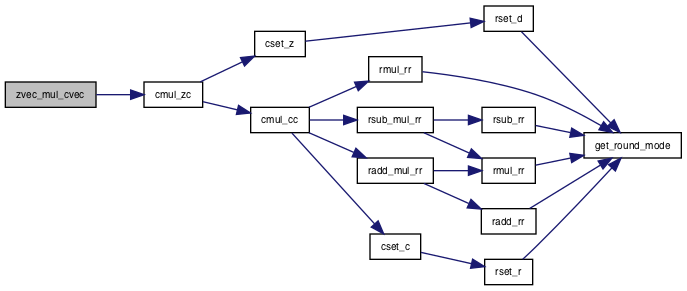 zvec_mul_cvec
cmul_zc
cset_z
cmul_cc
rset_d
rmul_rr
rsub_mul_rr
radd_mul_rr
cset_c
rsub_rr
rmul_rr
radd_rr
rset_r
get_round_mode